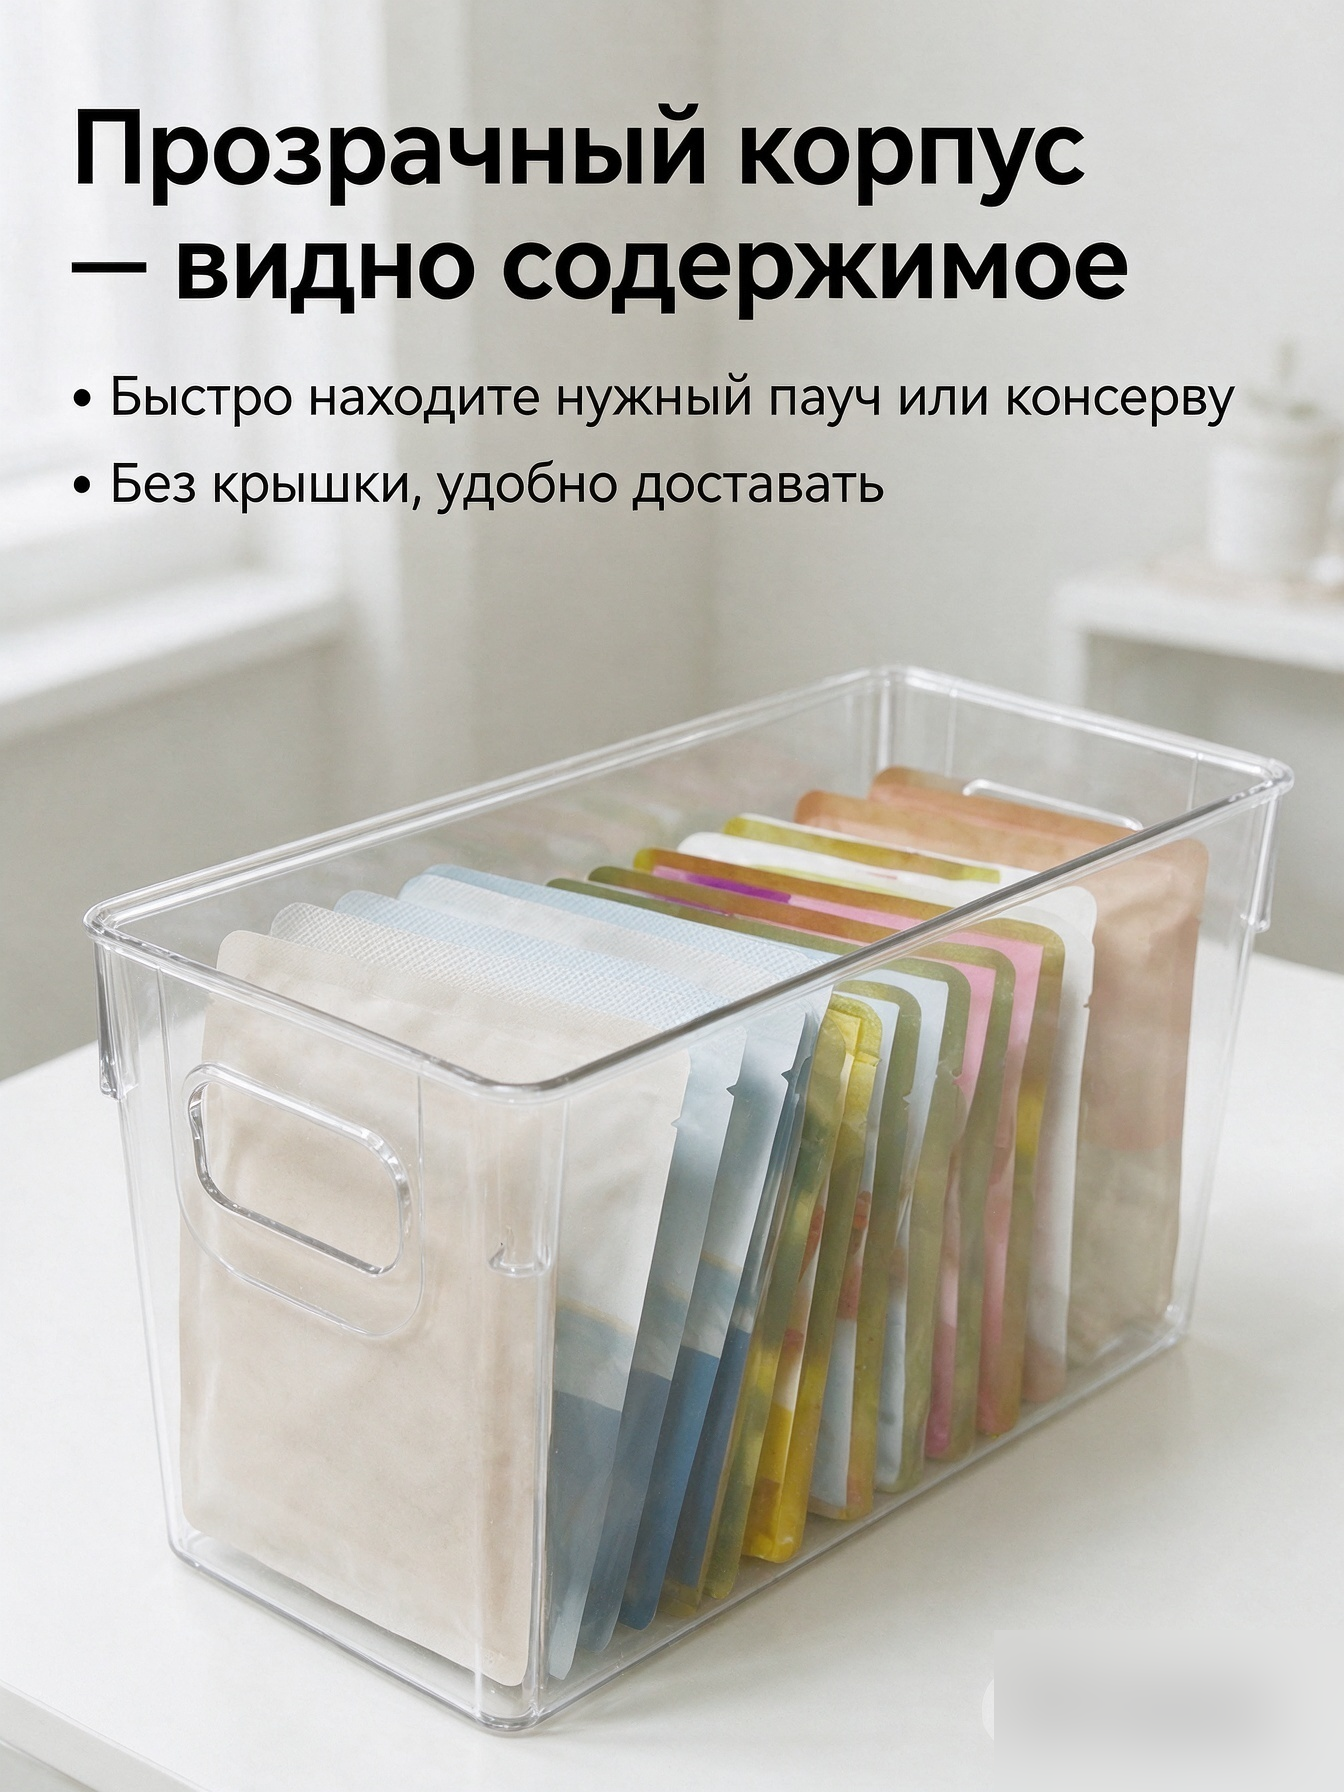 Прозрачный корпус
— видно содержимое
• Быстро находите нужный пауч или консерву
• Без крышки, удобно доставать